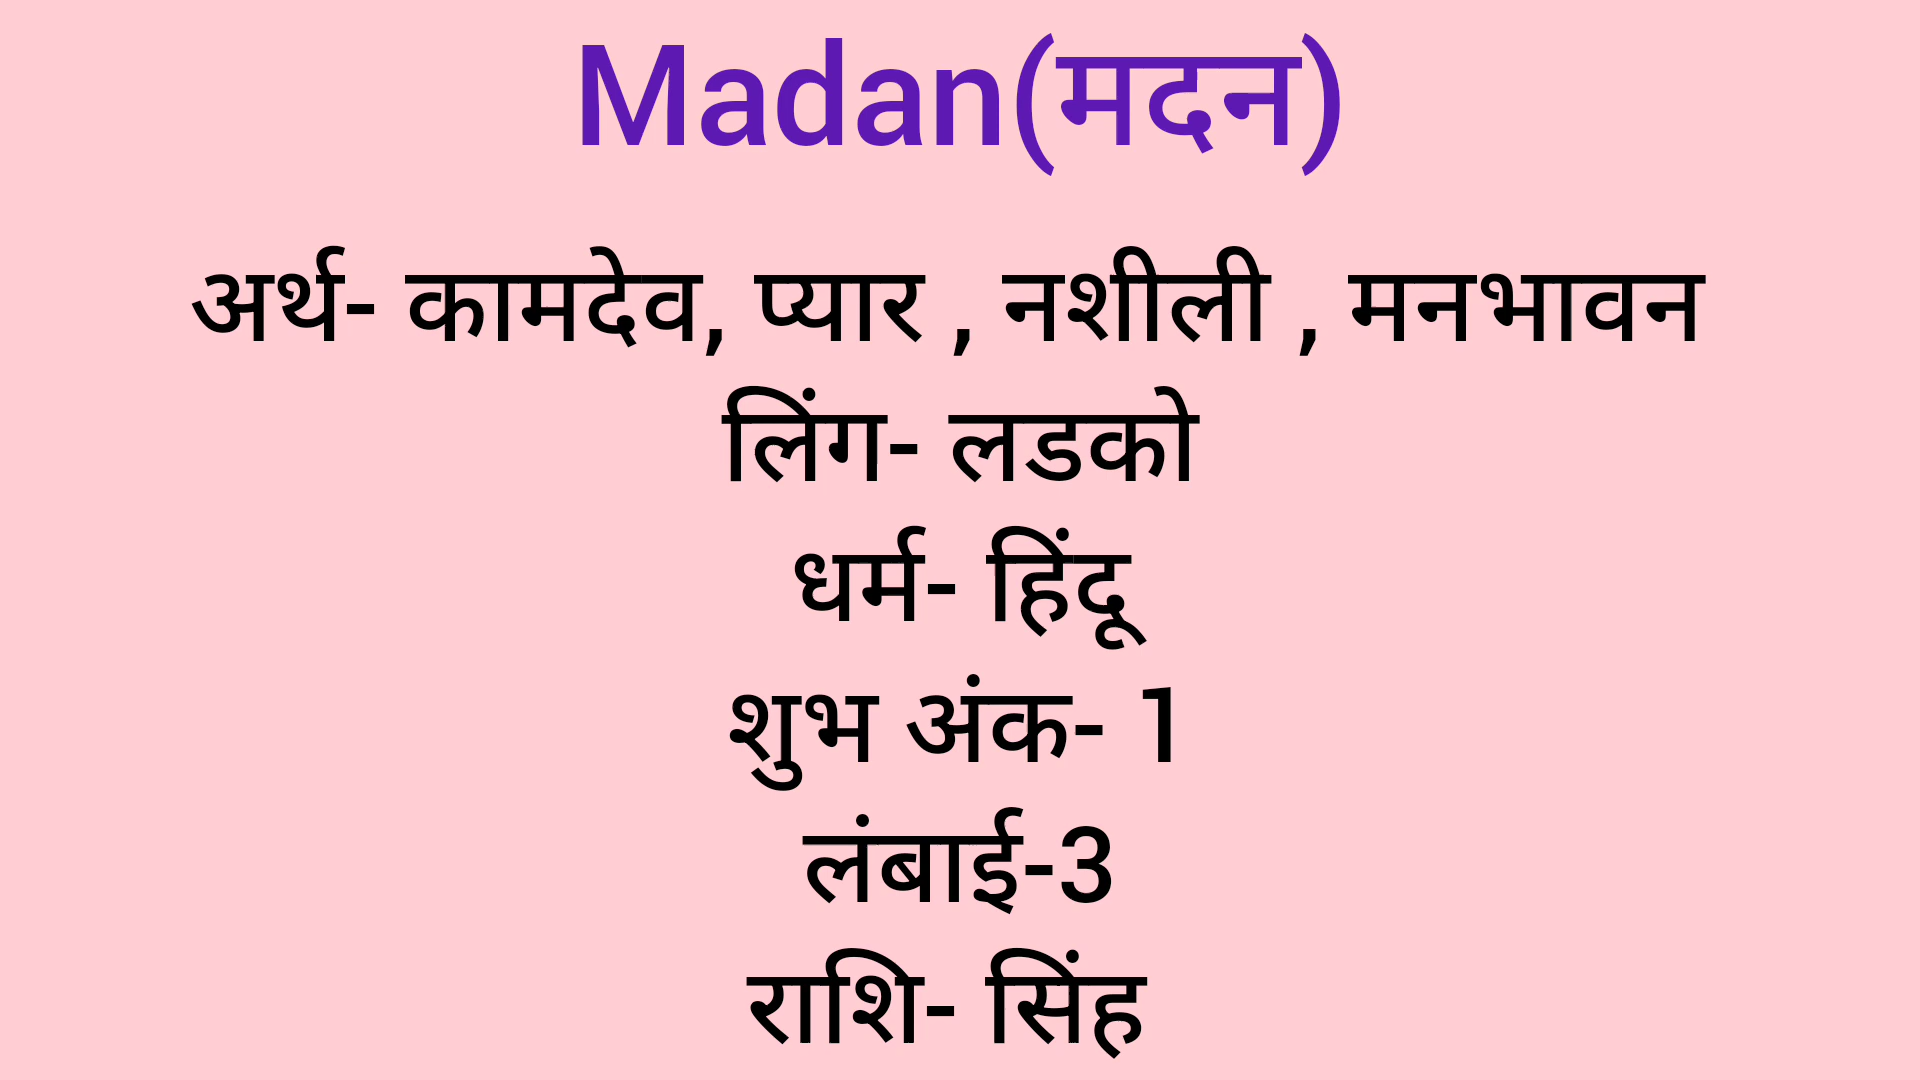 Madan(मदन)
अर्थ- कामदेव, प्यार , नशीली , मनभावन
लिंग- लडको
धर्म- हिंदू
शुभ अंक- 1
लंबाई-3
राशि- सिंह